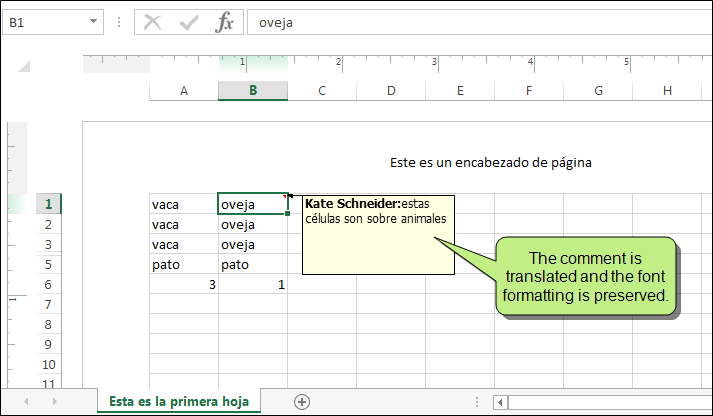 B1 fx oveja
1 2 3 4 5
A B C D E F G H
Este es un encabezado de página
1 vaca oveja
2 vaca oveja
3 vaca oveja
5 pato pato
6 3 1
7
8
9
10
11
1
Kate Schneider:estas
células son sobre animales
The comment is
translated and the font
formatting is preserved.
Esta es la primera hoja